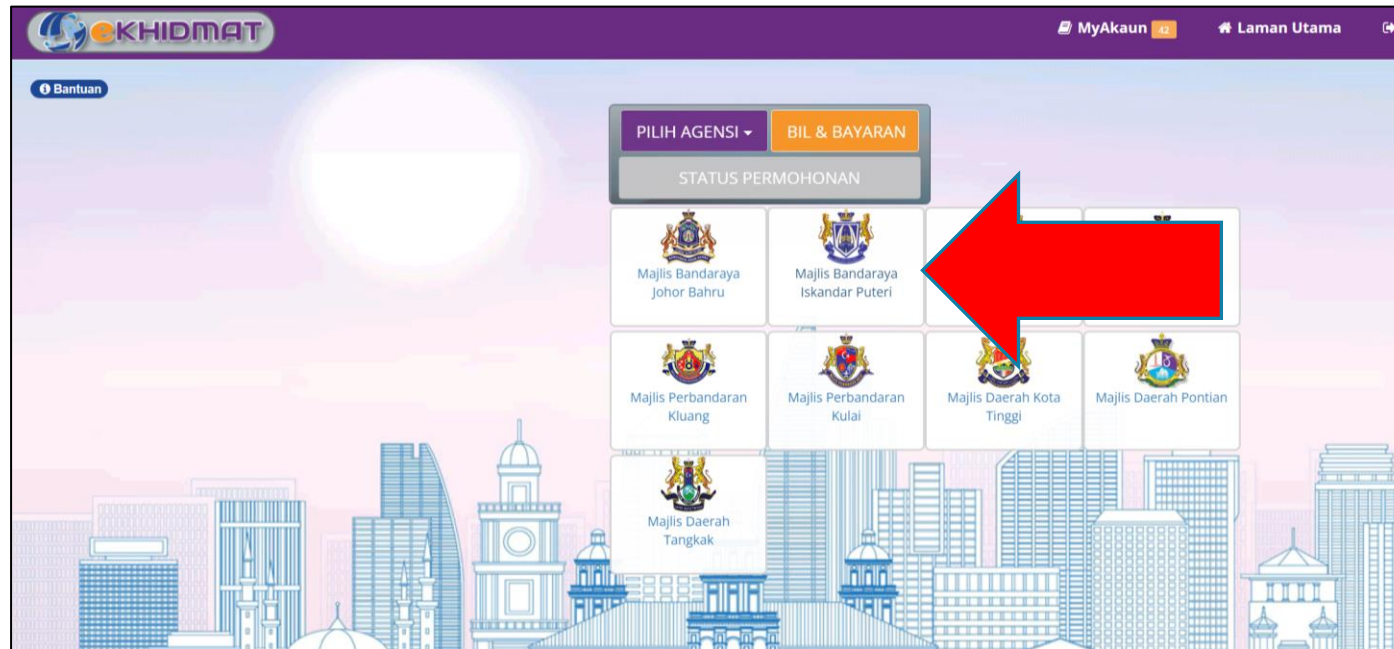 eKHIDMAT
MyAkaun 42
Laman Utama
Bantuan
PILIH AGENSI
BIL & BAYARAN
STATUS PERMOHONAN
Majlis Bandaraya
Johor Bahru
Majlis Bandaraya
Iskandar Puteri
Majlis Perbandaran
Kluang
Majlis Perbandaran
Kulai
Majlis Daerah Kota
Tinggi
Majlis Daerah Pontian
Majlis Daerah
Tangkak